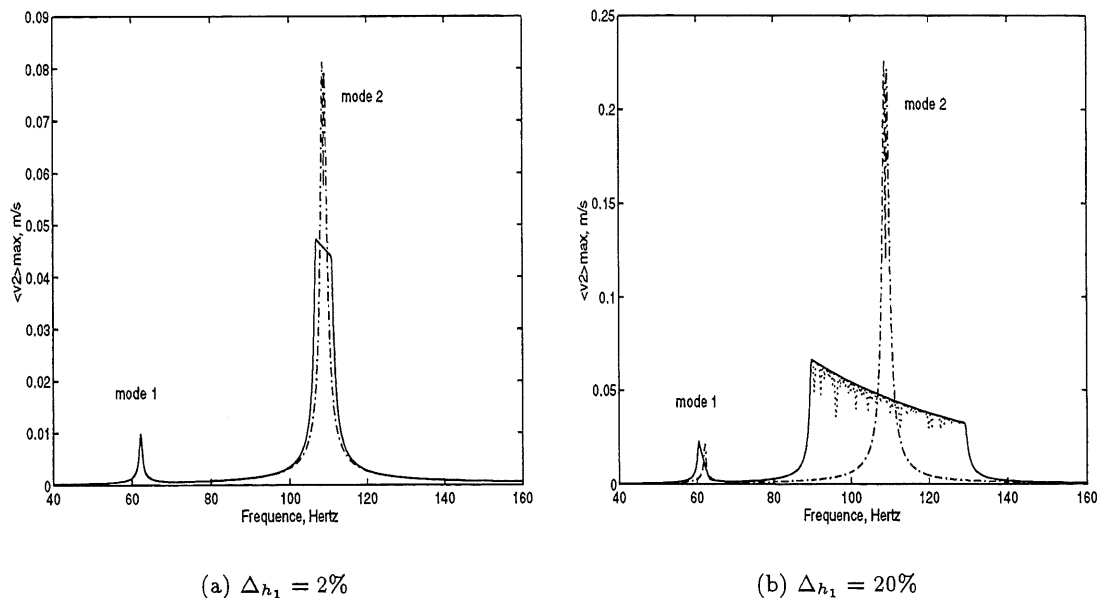 0.09
0.08
0.07
0.06
0.05
0.04
0.03
0.02
0.01
0
<v2>max, m/s
mode 2
mode 1
40 60 80 100 120 140 160
Frequence, Hertz
(a) Δh₁ = 2%
0.25
0.2
0.15
0.1
0.05
0
<v2>max, m/s
mode 2
mode 1
40 60 80 100 120 140 160
Frequence, Hertz
(b) Δh₁ = 20%